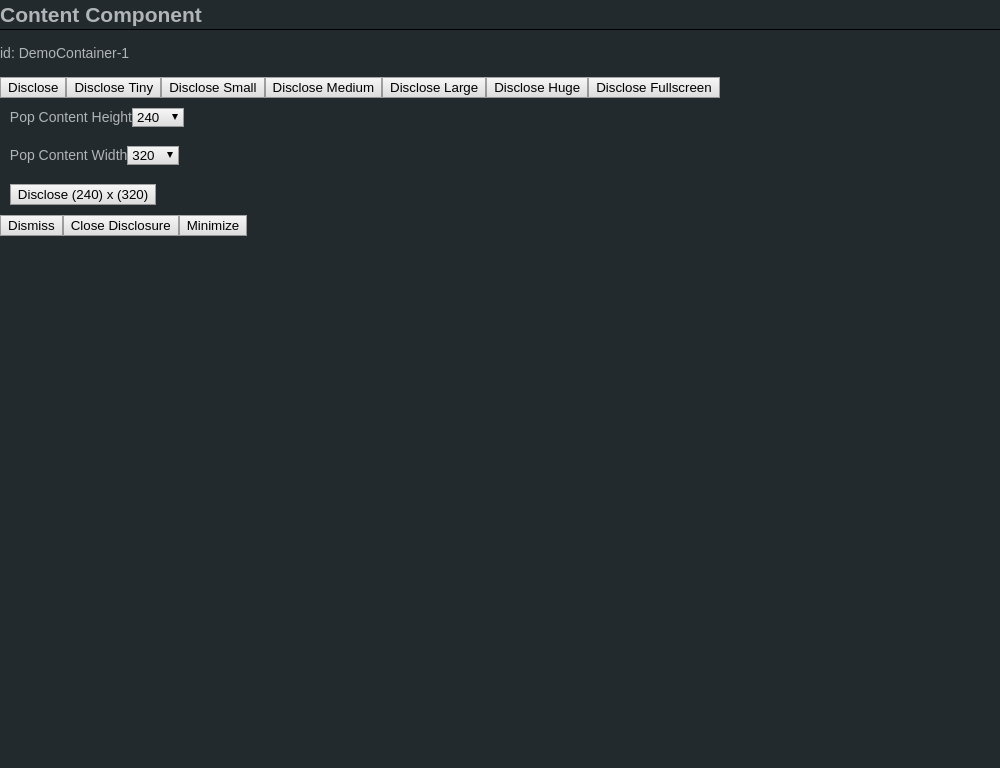 Content Component
id: DemoContainer-1
Disclose Disclose Tiny Disclose Small Disclose Medium Disclose Large Disclose Huge Disclose Fullscreen
Pop Content Height 240
Pop Content Width 320
Disclose (240) x (320)
Dismiss Close Disclosure Minimize